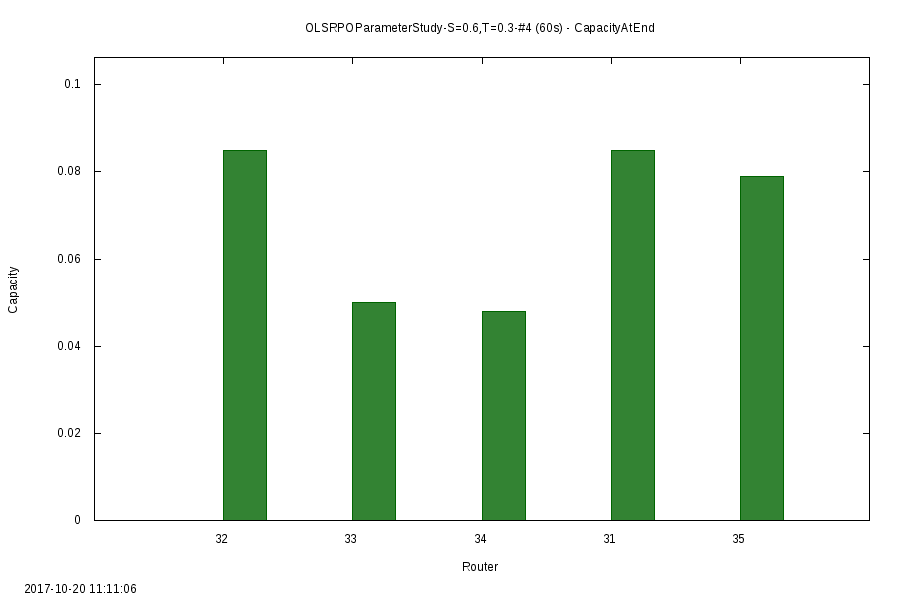 OLSRPOParameterStudy-S=0.6,T=0.3-#4 (60s) - CapacityAtEnd
0.1
0.08
0.06
0.04
0.02
0
Capacity
32 33 34 31 35
Router
2017-10-20 11:11:06